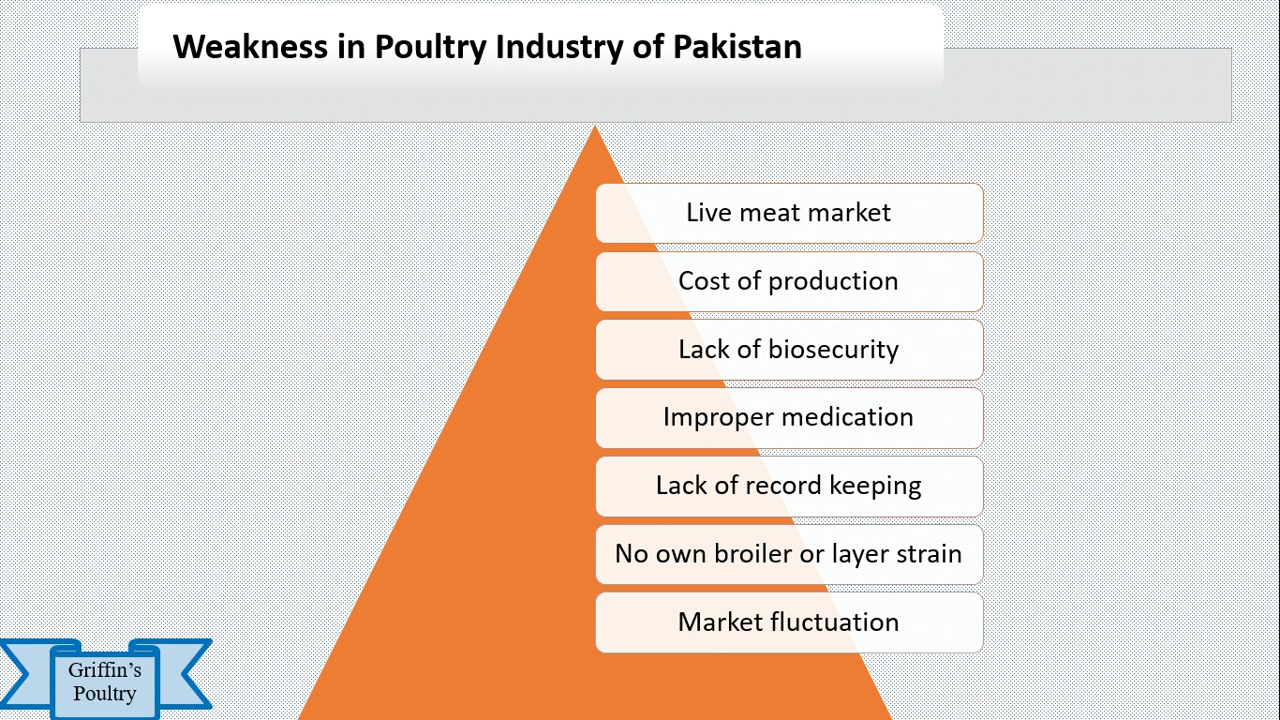 Weakness in Poultry Industry of Pakistan
Live meat market
Cost of production
Lack of biosecurity
Improper medication
Lack of record keeping
No own broiler or layer strain
Market fluctuation
Griffin's
Poultry